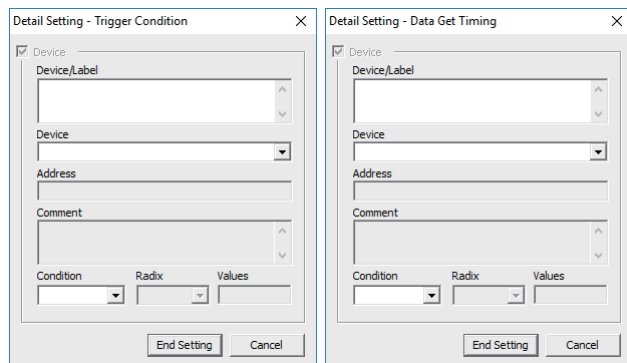 Detail Setting - Trigger Condition
Device
Device/Label
Device
Address
Comment
Condition Radix Values
End Setting Cancel
Detail Setting - Data Get Timing
Device
Device/Label
Device
Address
Comment
Condition Radix Values
End Setting Cancel